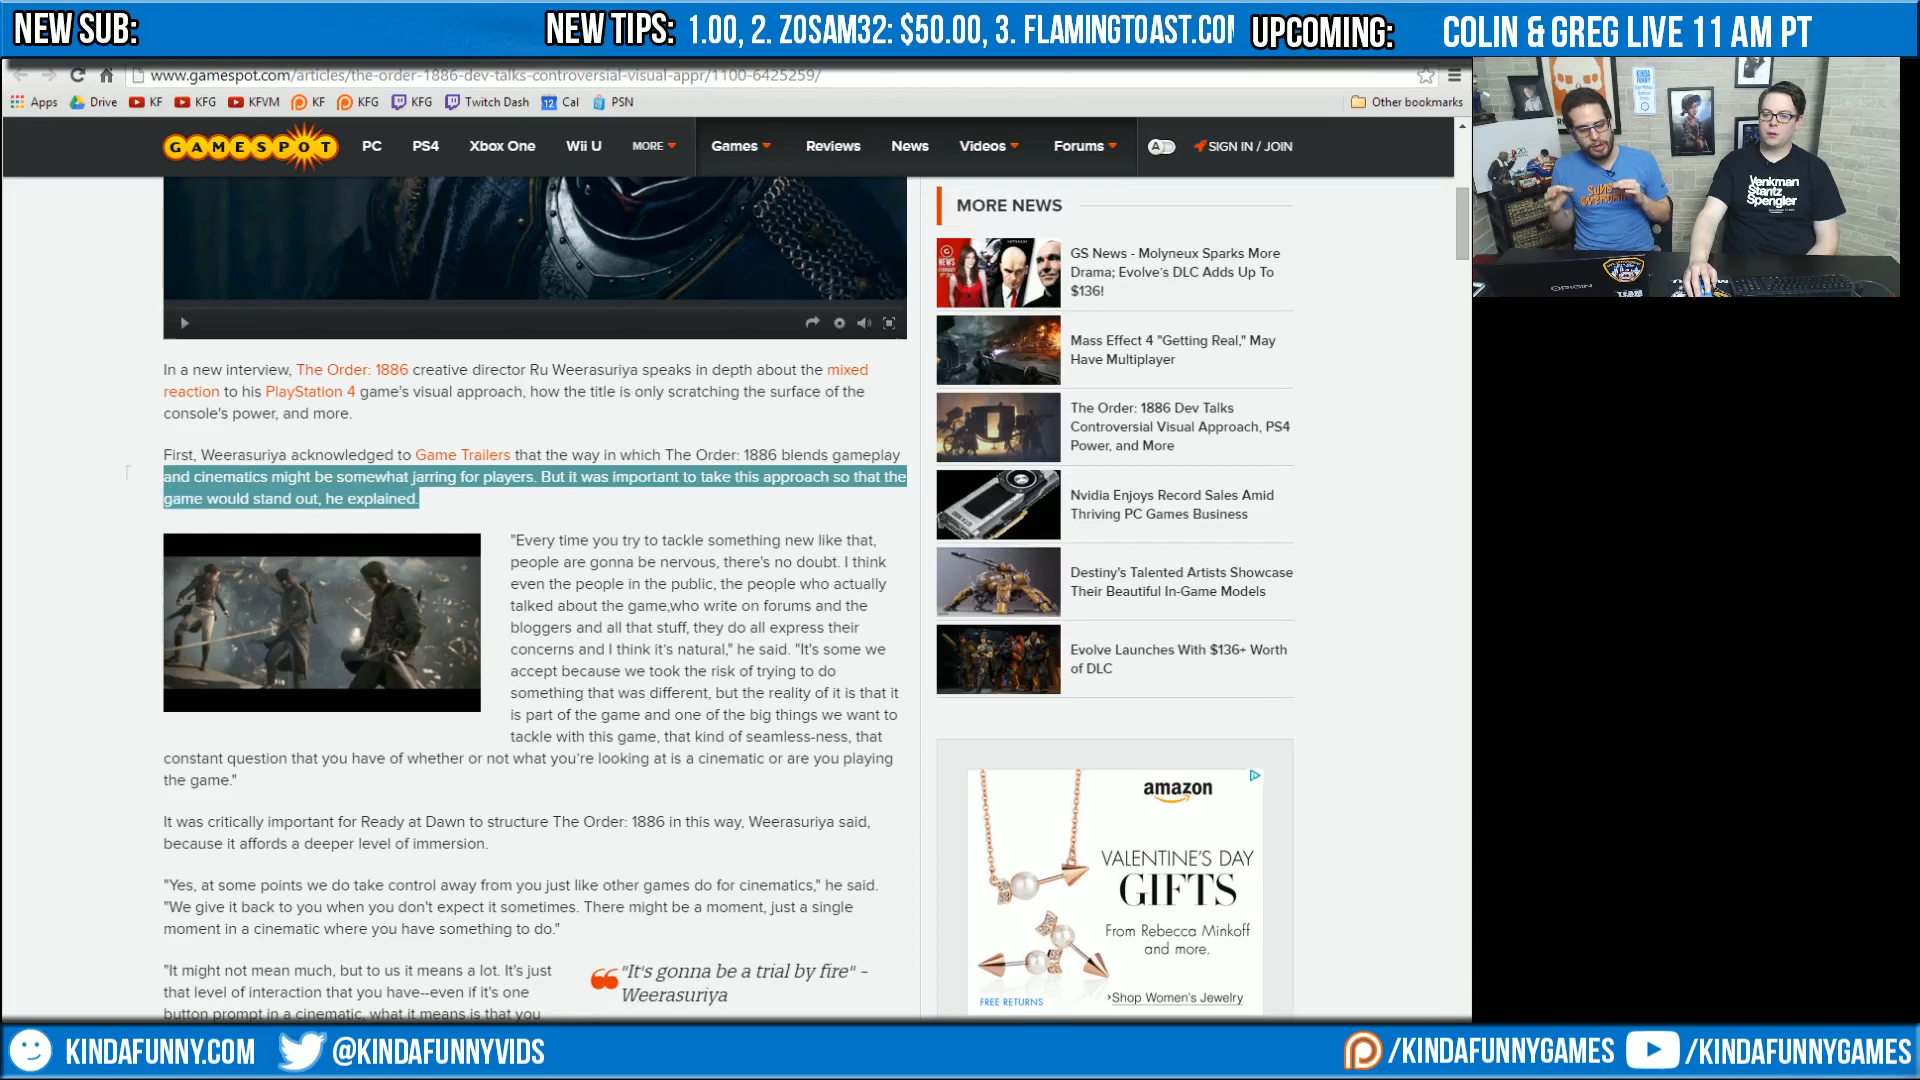 NEW SUB:
NEW TIPS: 1.00, 2. Z0SAM32: $50.00, 3. FLAMINGTOAST.CO
UPCOMING: COLIN & GREG LIVE 11 AM PT
www.gamespot.com/articles/the-order-1886-dev-talks-controversial-visual-appr/1100-6425259/
Apps Drive KF KFG KFVM KF KFG KFG Twitch Dash 12 Cal PSN Other bookmarks
GAMESPOT PC PS4 Xbox One Wii U MORE Games Reviews News Videos Forums A SIGN IN / JOIN
In a new interview, The Order: 1886 creative director Ru Weerasuriya speaks in depth about the mixed
reaction to his PlayStation 4 game's visual approach, how the title is only scratching the surface of the
console's power, and more.
First, Weerasuriya acknowledged to Game Trailers that the way in which The Order: 1886 blends gameplay
and cinematics might be somewhat jarring for players. But it was important to take this approach so that the
game would stand out, he explained.
"Every time you try to tackle something new like that,
people are gonna be nervous, there's no doubt. I think
even the people in the public, the people who actually
talked about the game,who write on forums and the
bloggers and all that stuff, they do all express their
concerns and I think it's natural," he said. "It's some we
accept because we took the risk of trying to do
something that was different, but the reality of it is that it
is part of the game and one of the big things we want to
tackle with this game, that kind of seamless-ness, that
constant question that you have of whether or not what you're looking at is a cinematic or are you playing
the game."
It was critically important for Ready at Dawn to structure The Order: 1886 in this way, Weerasuriya said,
because it affords a deeper level of immersion.
"Yes, at some points we do take control away from you just like other games do for cinematics," he said.
"We give it back to you when you don't expect it sometimes. There might be a moment, just a single
moment in a cinematic where you have something to do."
"It might not mean much, but to us it means a lot. It's just
that level of interaction that you have--even if it's one
button prompt in a cinematic, what it means is that you
"It's gonna be a trial by fire" -
Weerasuriya
MORE NEWS
GS News - Molyneux Sparks More
Drama; Evolve's DLC Adds Up To
$136!
Mass Effect 4 "Getting Real," May
Have Multiplayer
The Order: 1886 Dev Talks
Controversial Visual Approach, PS4
Power, and More
Nvidia Enjoys Record Sales Amid
Thriving PC Games Business
Destiny's Talented Artists Showcase
Their Beautiful In-Game Models
Evolve Launches With $136+ Worth
of DLC
amazon
VALENTINE'S DAY
GIFTS
From Rebecca Minkoff
and more.
FREE RETURNS
›Shop Women's Jewelry
Venkman
Stantz
Spengler
ORIGIN
TEAM
KINDAFUNNY.COM
@KINDAFUNNYVIDS
/KINDAFUNNYGAMES
/KINDAFUNNYGAMES